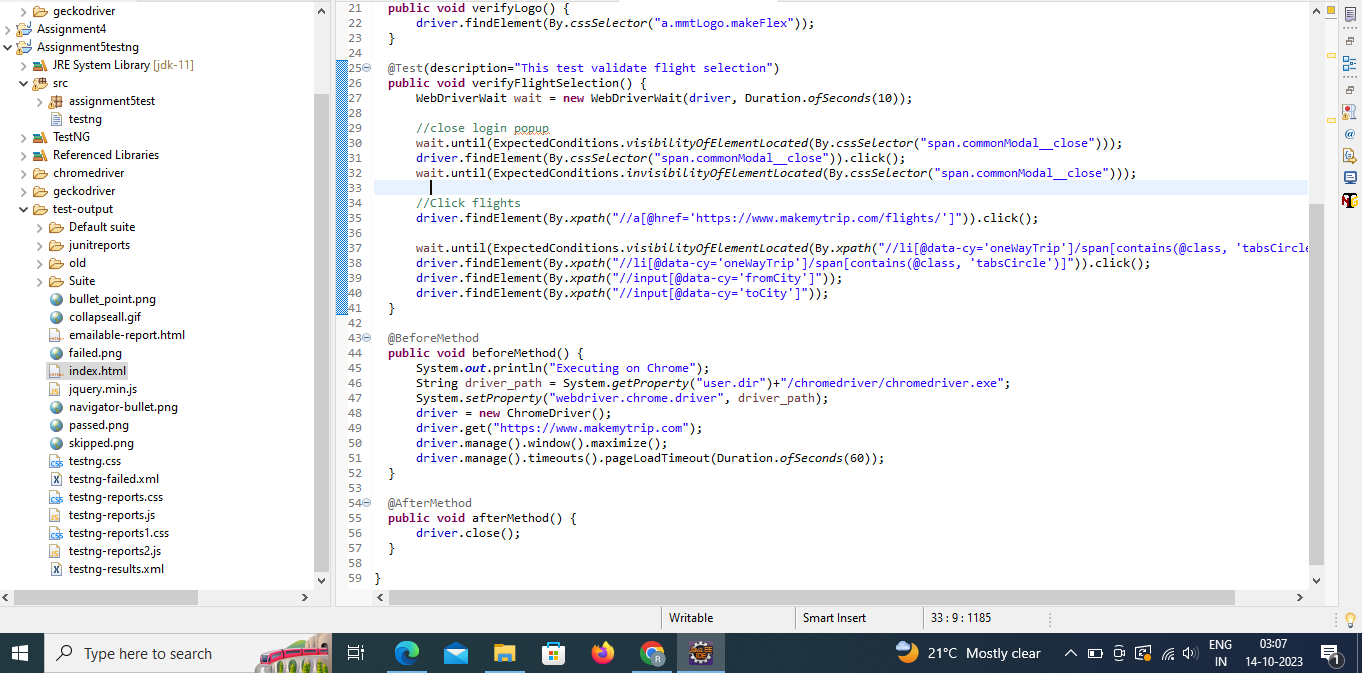 geckodriver
Assignment4
Assignment5testng
JRE System Library [jdk-11]
src
assignment5test
testng
TestNG
Referenced Libraries
chromedriver
geckodriver
test-output
Default suite
junitreports
old
Suite
bullet_point.png
collapseall.gif
emailable-report.html
failed.png
index.html
jquery.min.js
navigator-bullet.png
passed.png
skipped.png
testng.css
testng-failed.xml
testng-reports.css
testng-reports.js
testng-reports1.css
testng-reports2.js
testng-results.xml
21 public void verifyLogo() {
22 driver.findElement(By.cssSelector("a.mmtLogo.makeFlex"));
23 }
24
25 @Test(description="This test validate flight selection")
26 public void verifyFlightSelection() {
27 WebDriverWait wait = new WebDriverWait(driver, Duration.ofSeconds(10));
28
29 //close login popup
30 wait.until(ExpectedConditions.visibilityOfElementLocated(By.cssSelector("span.commonModal__close")));
31 driver.findElement(By.cssSelector("span.commonModal__close")).click();
32 wait.until(ExpectedConditions.invisibilityOfElementLocated(By.cssSelector("span.commonModal__close")));
33
34 //Click flights
35 driver.findElement(By.xpath("//a[@href='https://www.makemytrip.com/flights/']")).click();
36
37 wait.until(ExpectedConditions.visibilityOfElementLocated(By.xpath("//li[@data-cy='oneWayTrip']/span[contains(@class, 'tabsCircle
38 driver.findElement(By.xpath("//li[@data-cy='oneWayTrip']/span[contains(@class, 'tabsCircle')]")).click();
39 driver.findElement(By.xpath("//input[@data-cy='fromCity']"));
40 driver.findElement(By.xpath("//input[@data-cy='toCity']"));
41 }
42
43 @BeforeMethod
44 public void beforeMethod() {
45 System.out.println("Executing on Chrome");
46 String driver_path = System.getProperty("user.dir")+"/chromedriver/chromedriver.exe";
47 System.setProperty("webdriver.chrome.driver", driver_path);
48 driver = new ChromeDriver();
49 driver.get("https://www.makemytrip.com");
50 driver.manage().window().maximize();
51 driver.manage().timeouts().pageLoadTimeout(Duration.ofSeconds(60));
52 }
53
54 @AfterMethod
55 public void afterMethod() {
56 driver.close();
57 }
58
59 }
Writable Smart Insert 33 : 9 : 1185
Type here to search
21°C Mostly clear
ENG
IN
03:07
14-10-2023
1